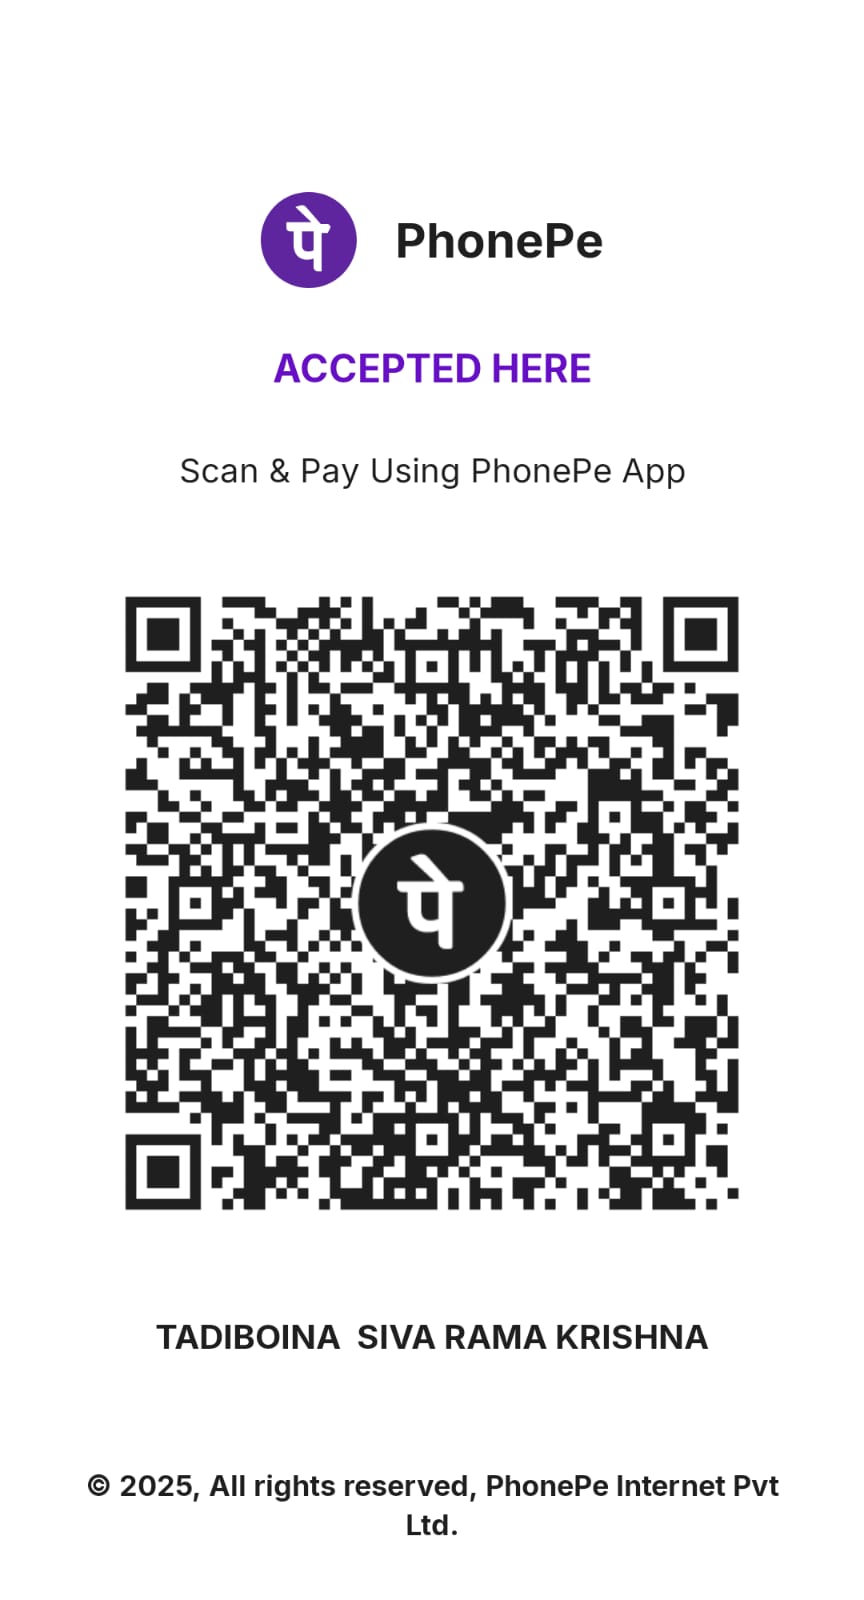 पे PhonePe
ACCEPTED HERE
Scan & Pay Using PhonePe App
पे
TADIBOINA  SIVA RAMA KRISHNA
© 2025, All rights reserved, PhonePe Internet Pvt
Ltd.